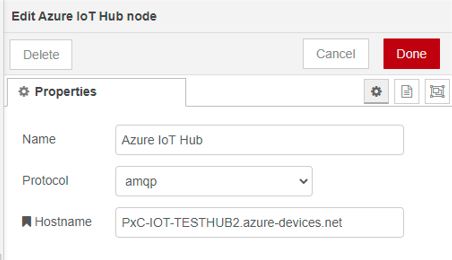 Edit Azure IoT Hub node
Delete Cancel Done
Properties
Name Azure IoT Hub
Protocol amqp
Hostname PxC-IOT-TESTHUB2.azure-devices.net